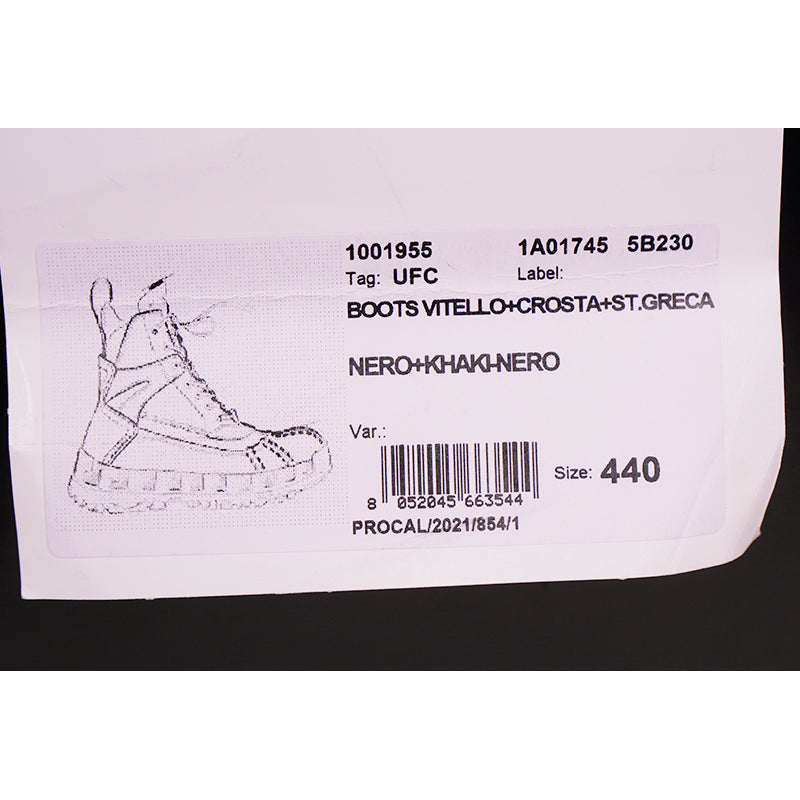 1001955 1A01745 5B230
Tag: UFC Label:
BOOTS VITELLO+CROSTA+ST.GRECA
NERO+KHAKI-NERO
Var.:
8 052045 663544
Size: 440
PROCAL/2021/854/1